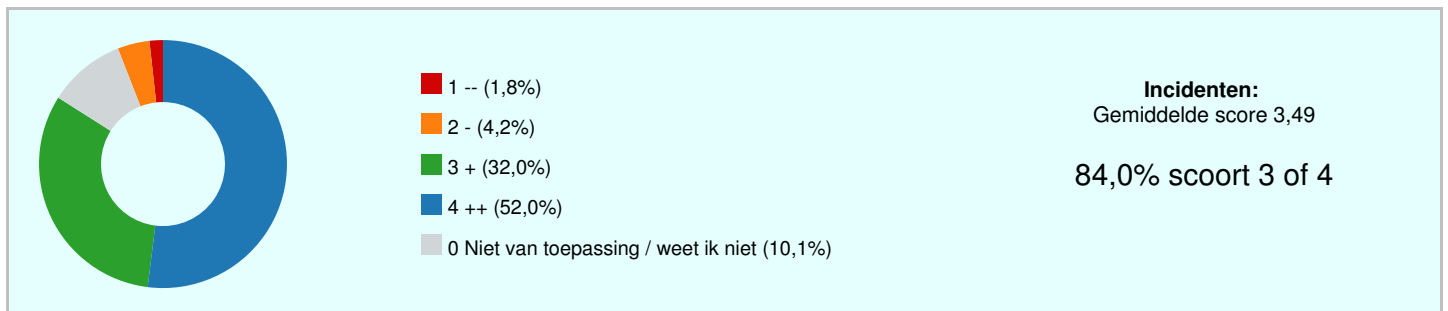 1 -- (1,8%)
2 - (4,2%)
3 + (32,0%)
4 ++ (52,0%)
0 Niet van toepassing / weet ik niet (10,1%)
Incidenten:
Gemiddelde score 3,49
84,0% scoort 3 of 4